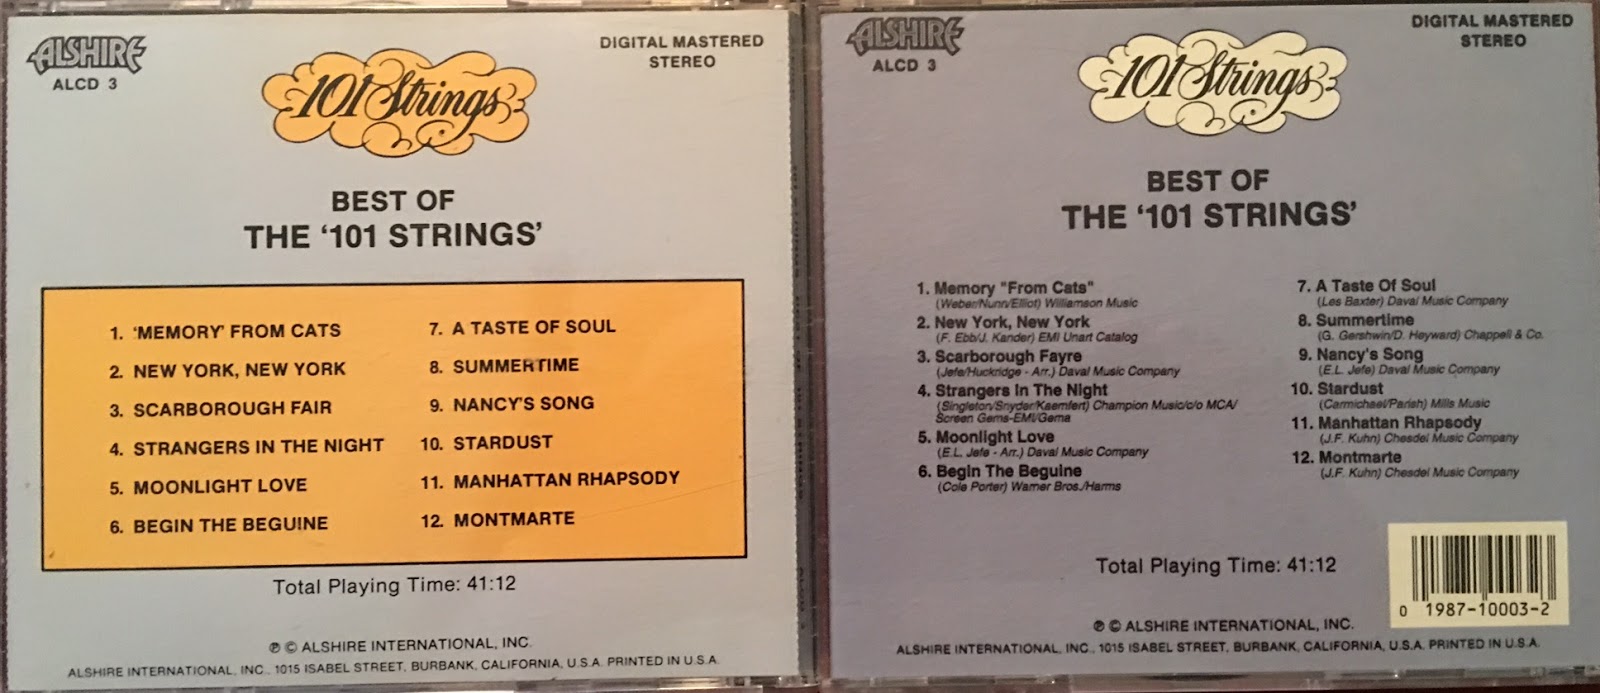 ALSHIRE
ALCD 3
DIGITAL MASTERED
STEREO
101 Strings
BEST OF
THE '101 STRINGS'
1. 'MEMORY' FROM CATS
2. NEW YORK, NEW YORK
3. SCARBOROUGH FAIR
4. STRANGERS IN THE NIGHT
5. MOONLIGHT LOVE
6. BEGIN THE BEGUINE
7. A TASTE OF SOUL
8. SUMMERTIME
9. NANCY'S SONG
10. STARDUST
11. MANHATTAN RHAPSODY
12. MONTMARTE
Total Playing Time: 41:12
℗ © ALSHIRE INTERNATIONAL, INC.
ALSHIRE INTERNATIONAL, INC., 1015 ISABEL STREET, BURBANK, CALIFORNIA, U.S.A. PRINTED IN U.S.A.
ALSHIRE
ALCD 3
DIGITAL MASTERED
STEREO
101 Strings
BEST OF
THE '101 STRINGS'
1. Memory "From Cats"
(Weber/Nunn/Elliot) Williamson Music
2. New York, New York
(F. Ebb/J. Kander) EMI Unart Catalog
3. Scarborough Fayre
(Jefe/Huckridge - Arr.) Daval Music Company
4. Strangers In The Night
(Singleton/Snyder/Kaemfert) Champion Music/c/o MCA/
Screen Gems-EMI/Gema
5. Moonlight Love
(E.L. Jefe - Arr.) Daval Music Company
6. Begin The Beguine
(Cole Porter) Warner Bros./Harms
7. A Taste Of Soul
(Les Baxter) Daval Music Company
8. Summertime
(G. Gershwin/D. Heyward) Chappell & Co.
9. Nancy's Song
(E.L. Jefe) Daval Music Company
10. Stardust
(Carmichael/Parish) Mills Music
11. Manhattan Rhapsody
(J.F. Kuhn) Chesdel Music Company
12. Montmarte
(J.F. Kuhn) Chesdel Music Company
Total Playing Time: 41:12
0 1987-10003-2
℗ © ALSHIRE INTERNATIONAL, INC.
ALSHIRE INTERNATIONAL, INC., 1015 ISABEL STREET, BURBANK, CALIFORNIA, U.S.A. PRINTED IN U.S.A.